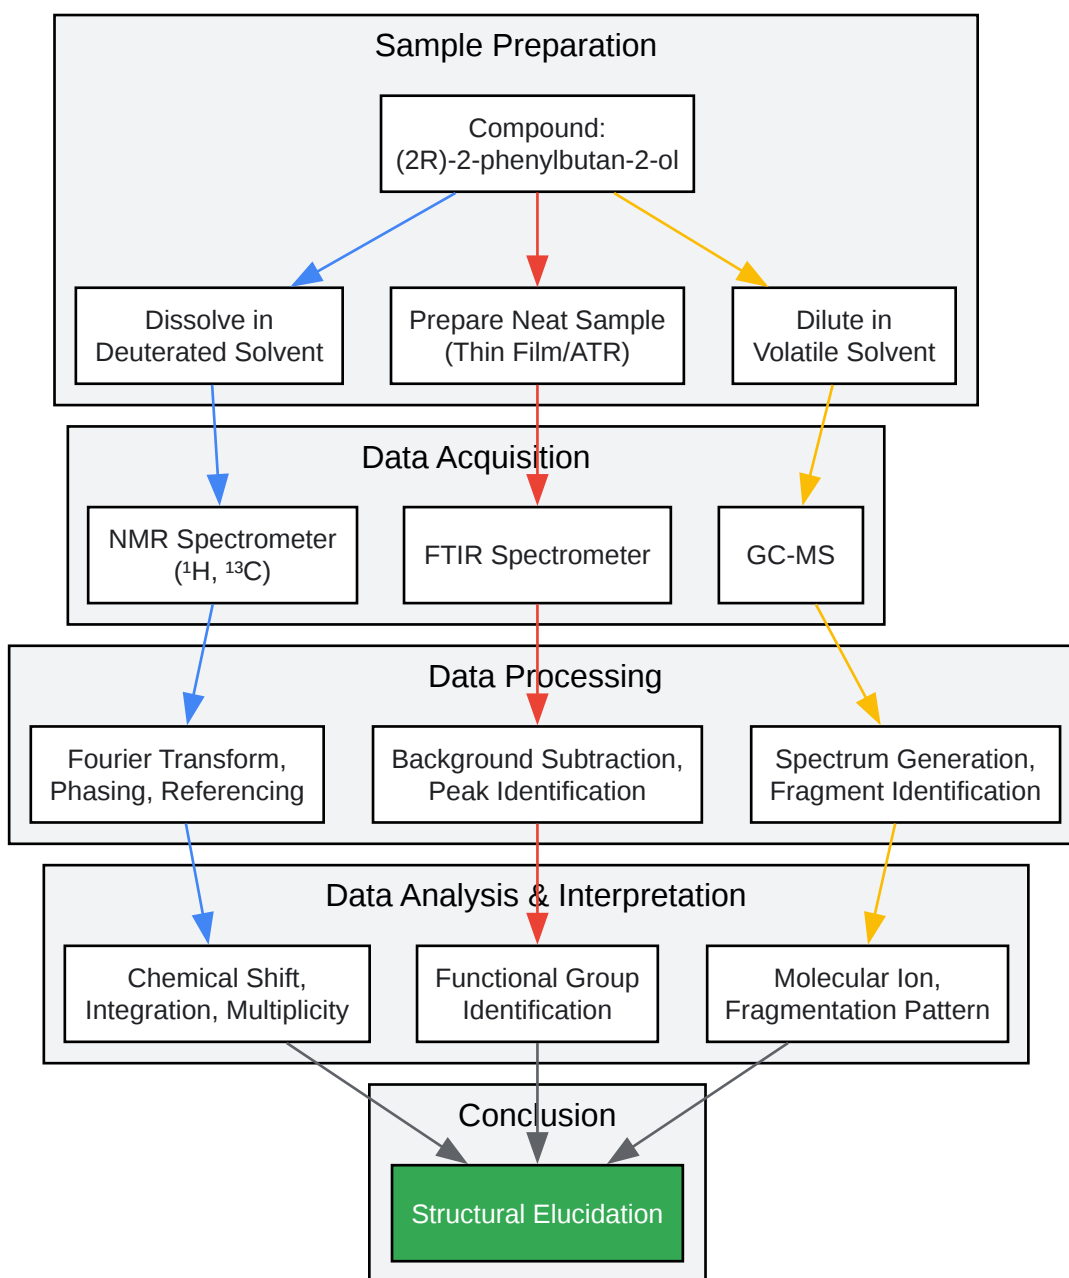 Sample Preparation
Compound:
(2R)-2-phenylbutan-2-ol
Dissolve in
Deuterated Solvent
Prepare Neat Sample
(Thin Film/ATR)
Dilute in
Volatile Solvent
Data Acquisition
NMR Spectrometer
(¹H, ¹³C)
FTIR Spectrometer
GC-MS
Data Processing
Fourier Transform,
Phasing, Referencing
Background Subtraction,
Peak Identification
Spectrum Generation,
Fragment Identification
Data Analysis & Interpretation
Chemical Shift,
Integration, Multiplicity
Functional Group
Identification
Molecular Ion,
Fragmentation Pattern
Conclusion
Structural Elucidation